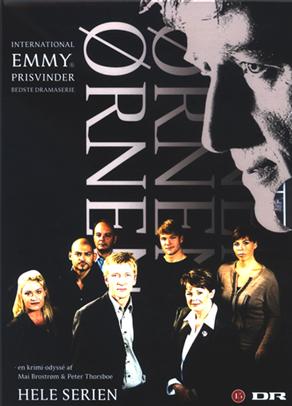 INTERNATIONAL
EMMY®
PRISVINDER
BEDSTE DRAMASERIE
ØRNEN
ØRNEN
ØRNEN
- en krimi odyssé af
Mai Brostrøm & Peter Thorsboe
HELE SERIEN
15
DR